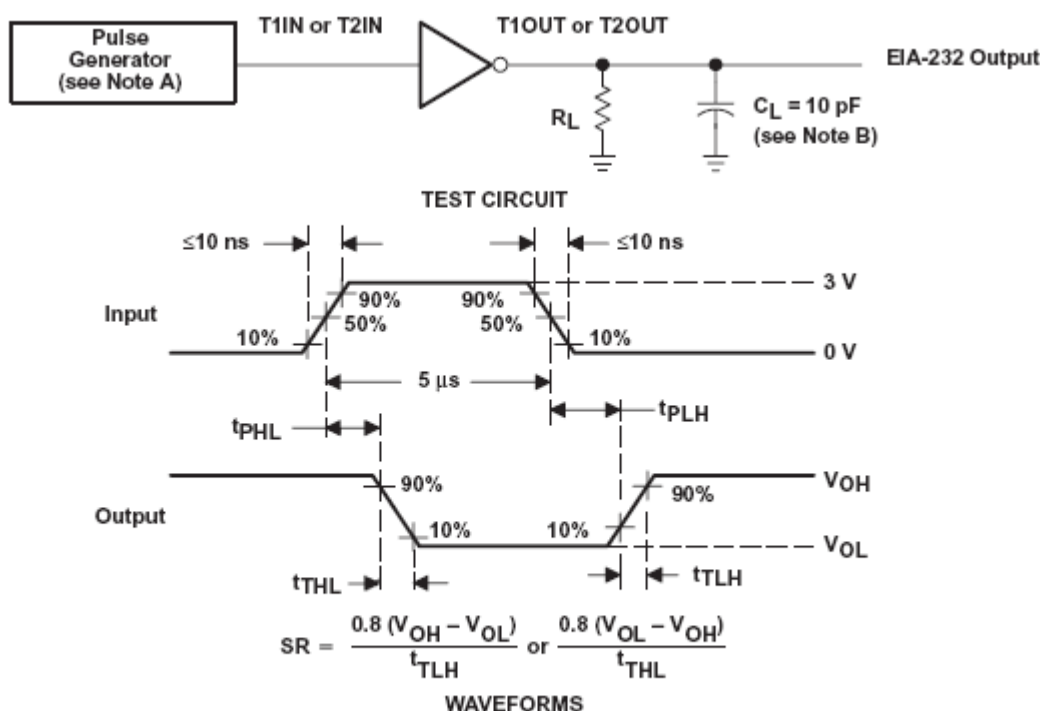 Pulse
Generator
(see Note A)
T1IN or T2IN
T1OUT or T2OUT
EIA-232 Output
RL
CL = 10 pF
(see Note B)
TEST CIRCUIT
≤10 ns
≤10 ns
Input
10%
90%
50%
90%
50%
10%
3 V
0 V
5 µs
tPHL
tPLH
Output
90%
10%
10%
90%
VOH
VOL
tTHL
tTLH
SR = 0.8 (VOH – VOL) / tTLH or 0.8 (VOL – VOH) / tTHL
WAVEFORMS